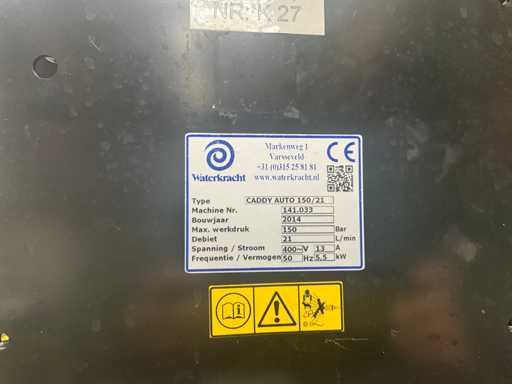 NR: K 27
Markenweg 1
Varsseveld
+31 (0)315 25 81 81
www.waterkracht.nl
Waterkracht
CE
Type CADDY AUTO 150/21
Machine Nr. 141.033
Bouwjaar 2014
Max. werkdruk 150 Bar
Debiet 21 L/min
Spanning / Stroom 400~ V 13 A
Frequentie / Vermogen 50 Hz 5,5 kW